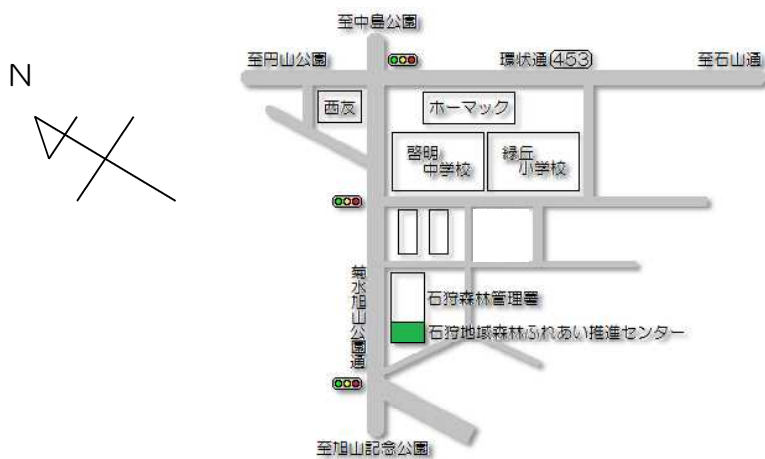 至中島公園
至円山公園
環状通 453
至石山通
N
西友
ホーマック
啓明
中学校
緑丘
小学校
菊水旭山公園通
石狩森林管理署
石狩地域森林ふれあい推進センター
至旭山記念公園